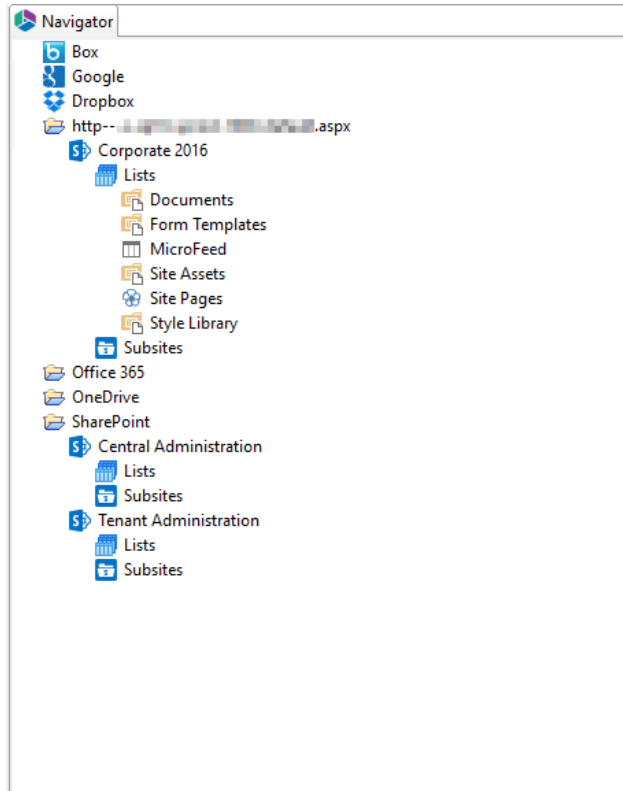 Navigator
Box
Google
Dropbox
http-- .aspx
Corporate 2016
Lists
Documents
Form Templates
MicroFeed
Site Assets
Site Pages
Style Library
Subsites
Office 365
OneDrive
SharePoint
Central Administration
Lists
Subsites
Tenant Administration
Lists
Subsites